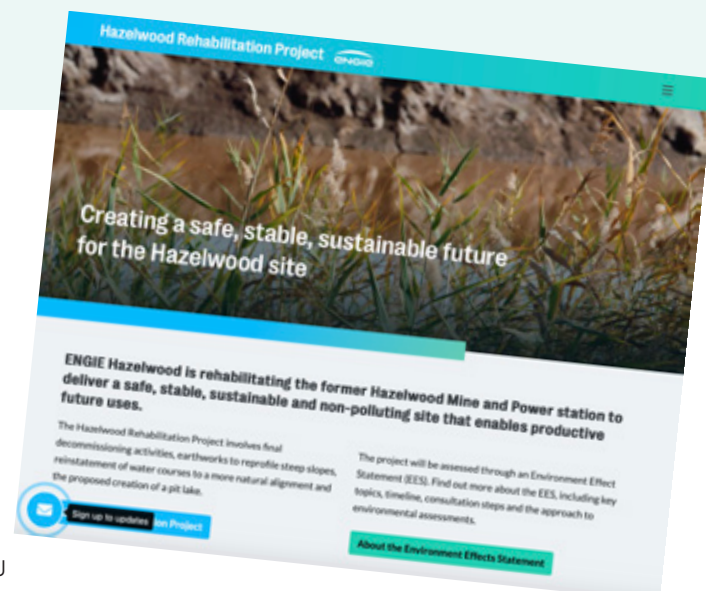 Hazelwood Rehabilitation Project
ENGIE
Creating a safe, stable, sustainable future
for the Hazelwood site
ENGIE Hazelwood is rehabilitating the former Hazelwood Mine and Power station to
deliver a safe, stable, sustainable and non-polluting site that enables productive
future uses.
The Hazelwood Rehabilitation Project involves final
decommissioning activities, earthworks to reprofile steep slopes,
reinstatement of water courses to a more natural alignment and
the proposed creation of a pit lake.
Sign up to updates
ion Project
The project will be assessed through an Environment Effect
Statement (EES). Find out more about the EES, including key
topics, timeline, consultation steps and the approach to
environmental assessments.
About the Environment Effects Statement